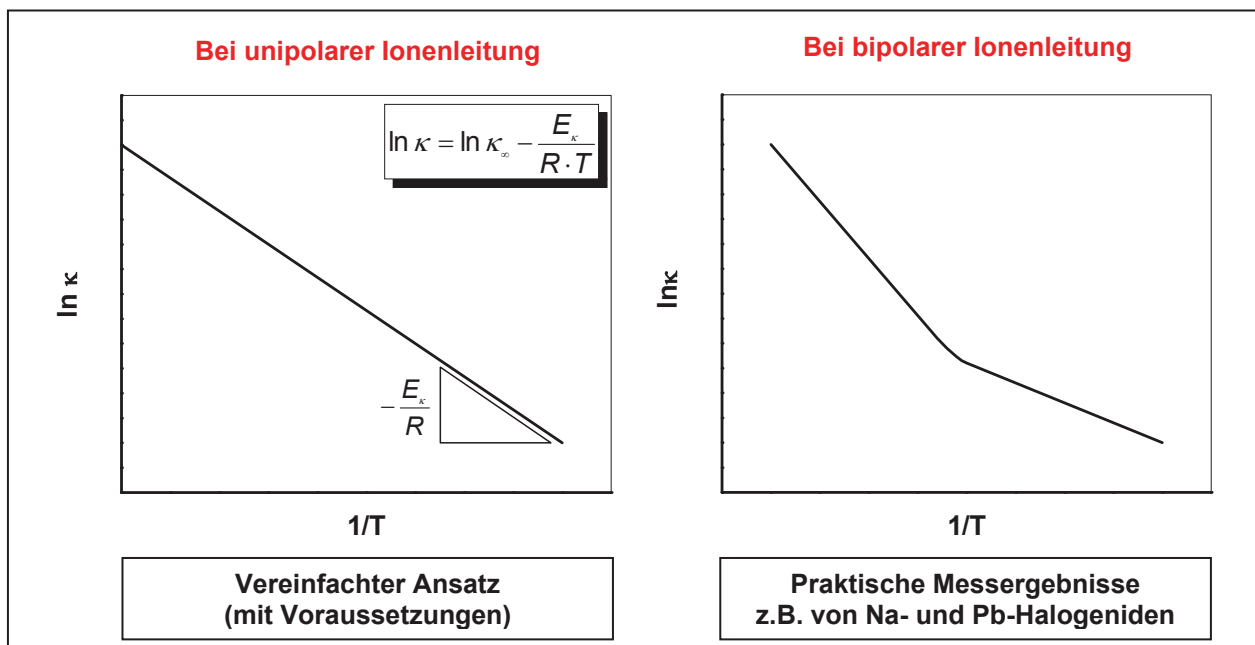 Bei unipolarer Ionenleitung
ln κ = ln κ∞ − Eκ / (R · T)
ln κ
− Eκ / R
1/T
Vereinfachter Ansatz
(mit Voraussetzungen)
Bei bipolarer Ionenleitung
lnκ
1/T
Praktische Messergebnisse
z.B. von Na- und Pb-Halogeniden